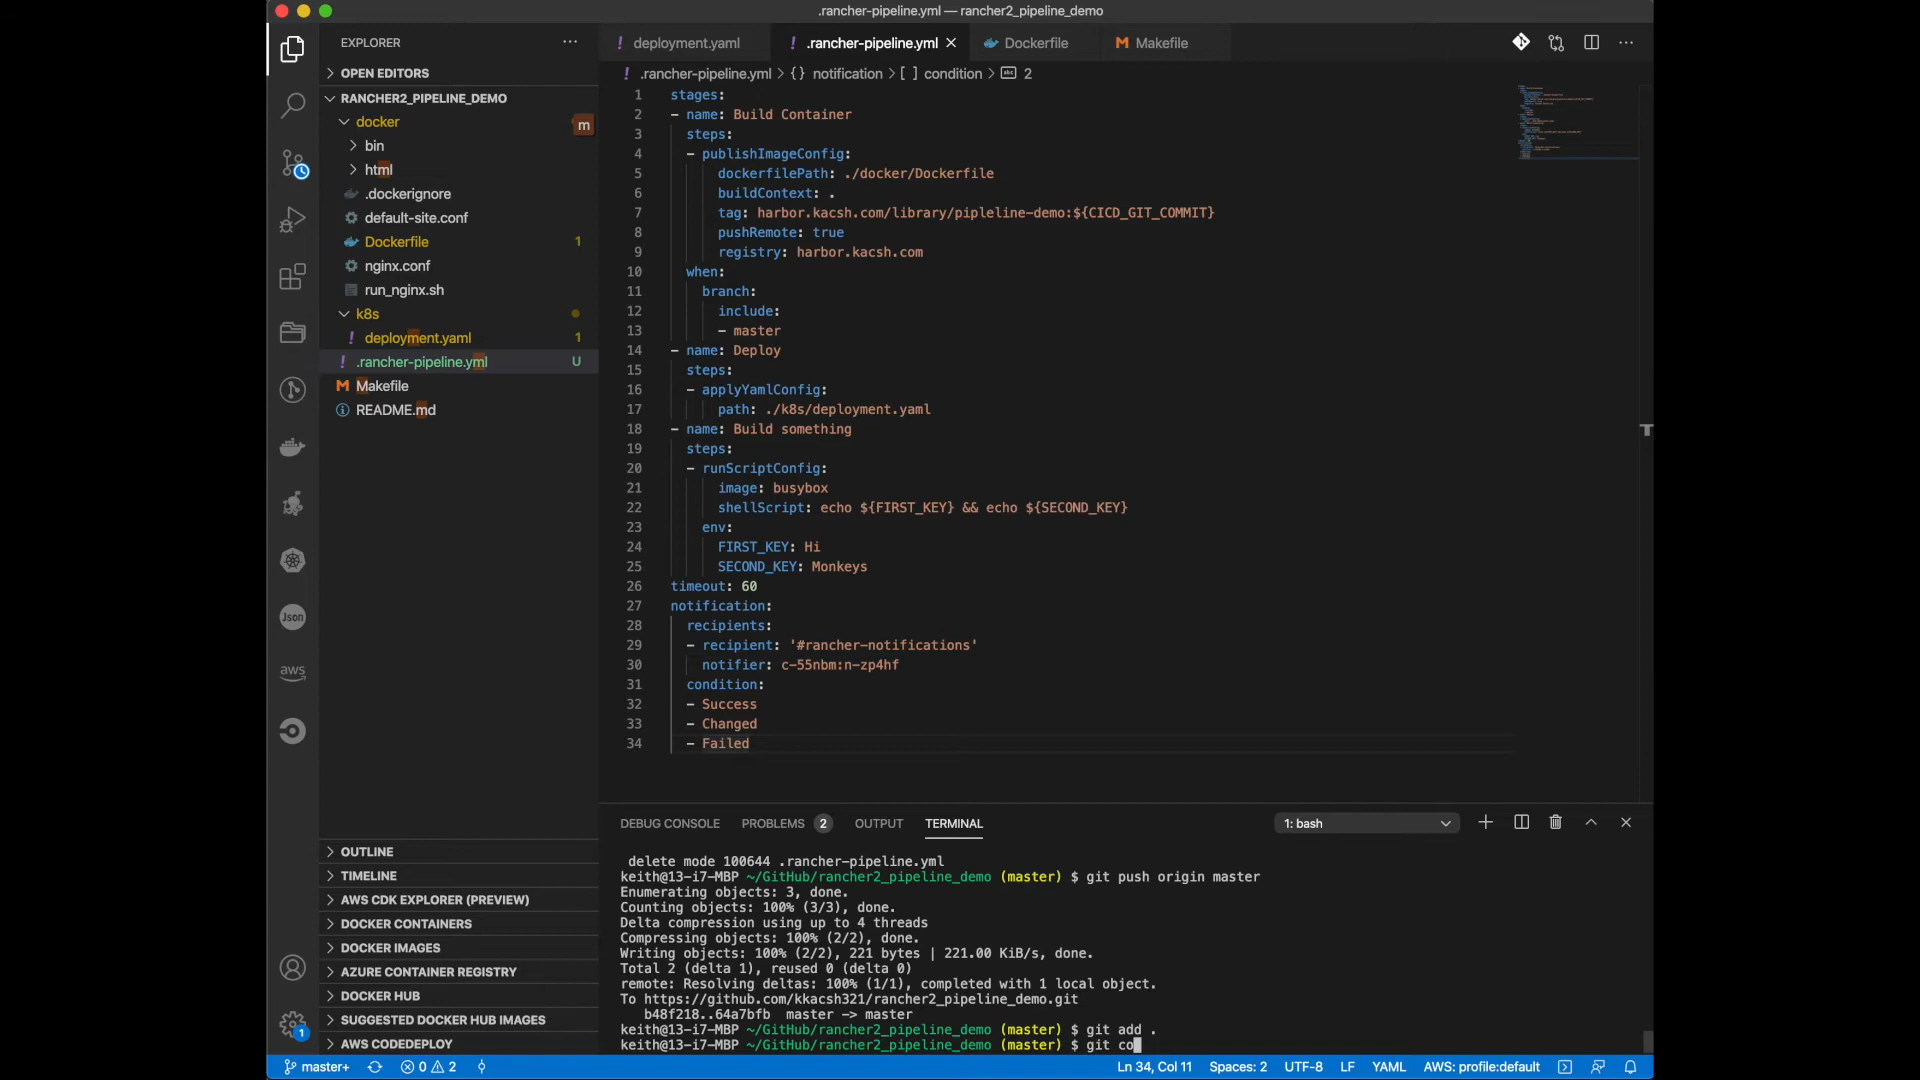 .rancher-pipeline.yml — rancher2_pipeline_demo
EXPLORER
deployment.yaml
.rancher-pipeline.yml
Dockerfile
Makefile
OPEN EDITORS
.rancher-pipeline.yml > {} notification > [ ] condition > abc 2
RANCHER2_PIPELINE_DEMO
docker
m
bin
html
.dockerignore
default-site.conf
Dockerfile 1
nginx.conf
run_nginx.sh
k8s
! deployment.yaml 1
! .rancher-pipeline.yml U
Makefile
README.md
1 stages:
2 - name: Build Container
3 steps:
4 - publishImageConfig:
5 dockerfilePath: ./docker/Dockerfile
6 buildContext: .
7 tag: harbor.kacsh.com/library/pipleline-demo:${CICD_GIT_COMMIT}
8 pushRemote: true
9 registry: harbor.kacsh.com
10 when:
11 branch:
12 include:
13 - master
14 - name: Deploy
15 steps:
16 - applyYamlConfig:
17 path: ./k8s/deployment.yaml
18 - name: Build something
19 steps:
20 - runScriptConfig:
21 image: busybox
22 shellScript: echo ${FIRST_KEY} && echo ${SECOND_KEY}
23 env:
24 FIRST_KEY: Hi
25 SECOND_KEY: Monkeys
26 timeout: 60
27 notification:
28 recipients:
29 - recipient: '#rancher-notifications'
30 notifier: c-55nbm:n-zp4hf
31 condition:
32 - Success
33 - Changed
34 - Failed
Json
aws
OUTLINE
TIMELINE
AWS CDK EXPLORER (PREVIEW)
DOCKER CONTAINERS
DOCKER IMAGES
AZURE CONTAINER REGISTRY
DOCKER HUB
SUGGESTED DOCKER HUB IMAGES
AWS CODEDEPLOY
1
DEBUG CONSOLE PROBLEMS 2 OUTPUT TERMINAL 1: bash
delete mode 100644 .rancher-pipeline.yml
keith@13-i7-MBP ~/GitHub/rancher2_pipeline_demo (master) $ git push origin master
Enumerating objects: 3, done.
Counting objects: 100% (3/3), done.
Delta compression using up to 4 threads
Compressing objects: 100% (2/2), done.
Writing objects: 100% (2/2), 221 bytes | 221.00 KiB/s, done.
Total 2 (delta 1), reused 0 (delta 0)
remote: Resolving deltas: 100% (1/1), completed with 1 local object.
To https://github.com/kkacsh321/rancher2_pipeline_demo.git
b48f218..64a7bfb master -> master
keith@13-i7-MBP ~/GitHub/rancher2_pipeline_demo (master) $ git add .
keith@13-i7-MBP ~/GitHub/rancher2_pipeline_demo (master) $ git co
master+ 0 2 Ln 34, Col 11 Spaces: 2 UTF-8 LF YAML AWS: profile:default